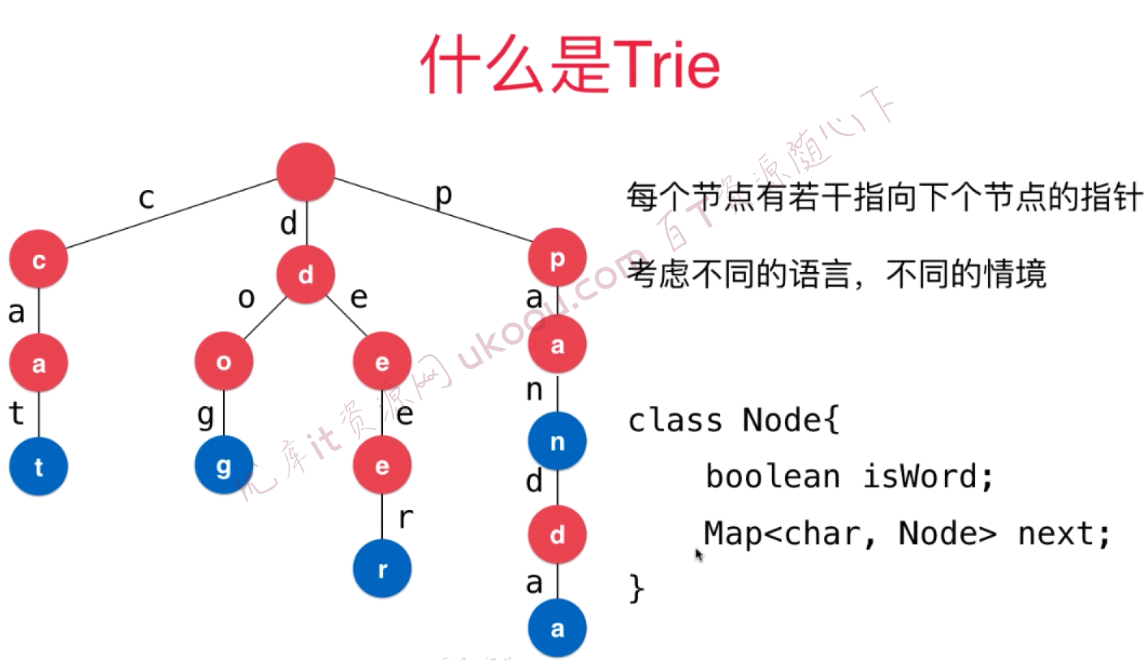 什么是Trie
c
d
p
c
d
p
a
o
e
a
a
o
e
a
t
g
e
n
t
g
e
n
r
d
r
d
a
a
每个节点有若干指向下个节点的指针
考虑不同的语言，不同的情境
class Node{
boolean isWord;
Map<char, Node> next;
}
it资源网 ukoou.com 百T资源随心下